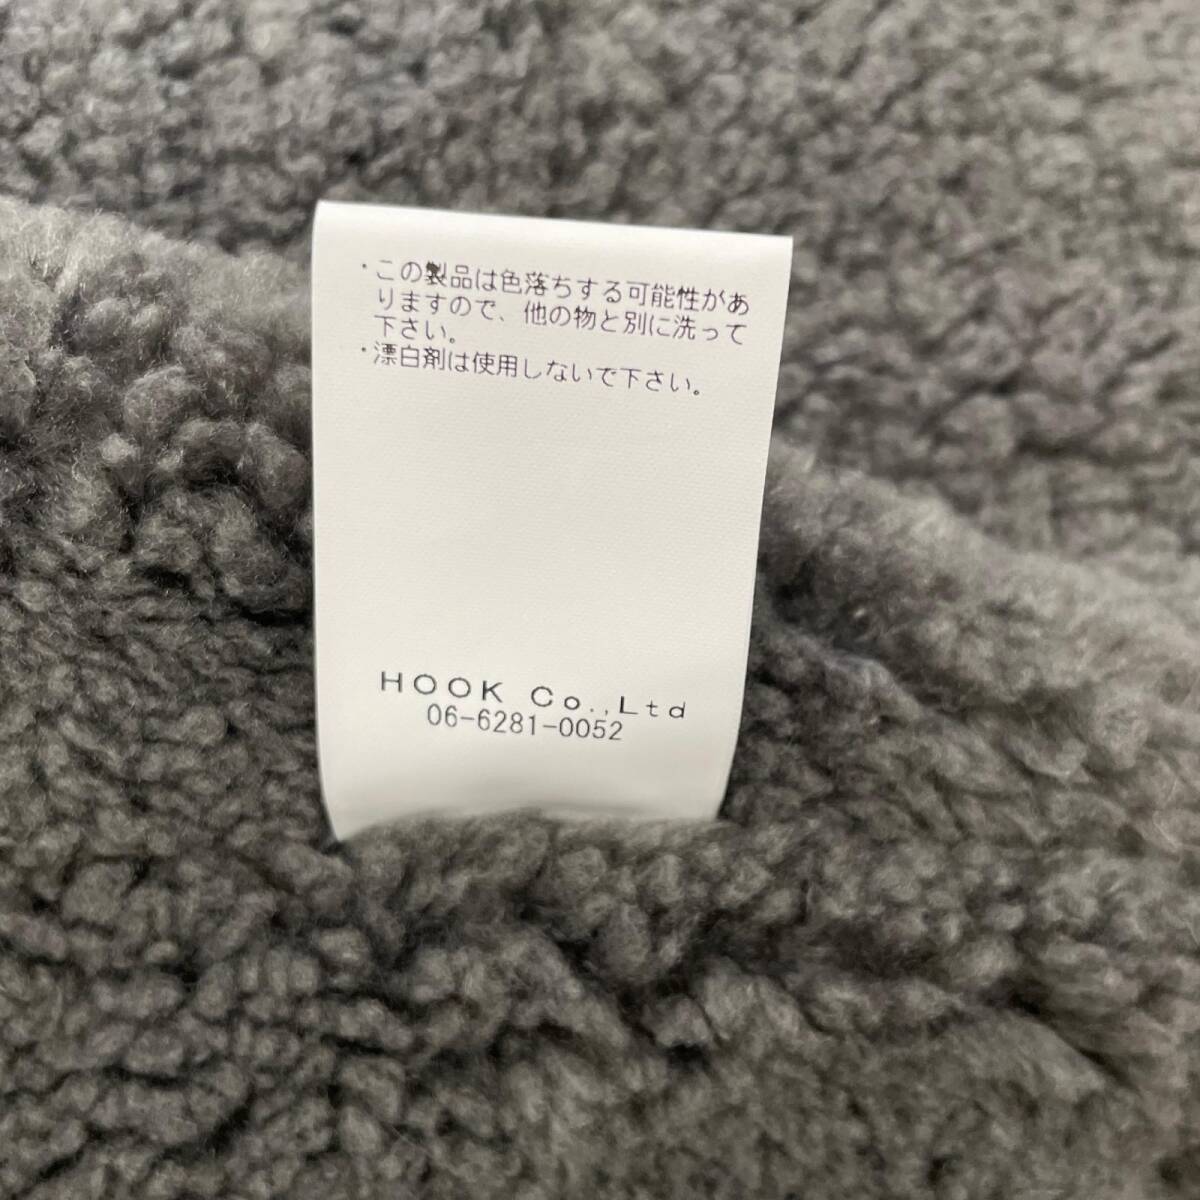 ・この製品は色落ちする可能性があ
りますので、他の物と別に洗って
下さい。
・漂白剤は使用しないで下さい。
HOOK Co.,Ltd
06-6281-0052